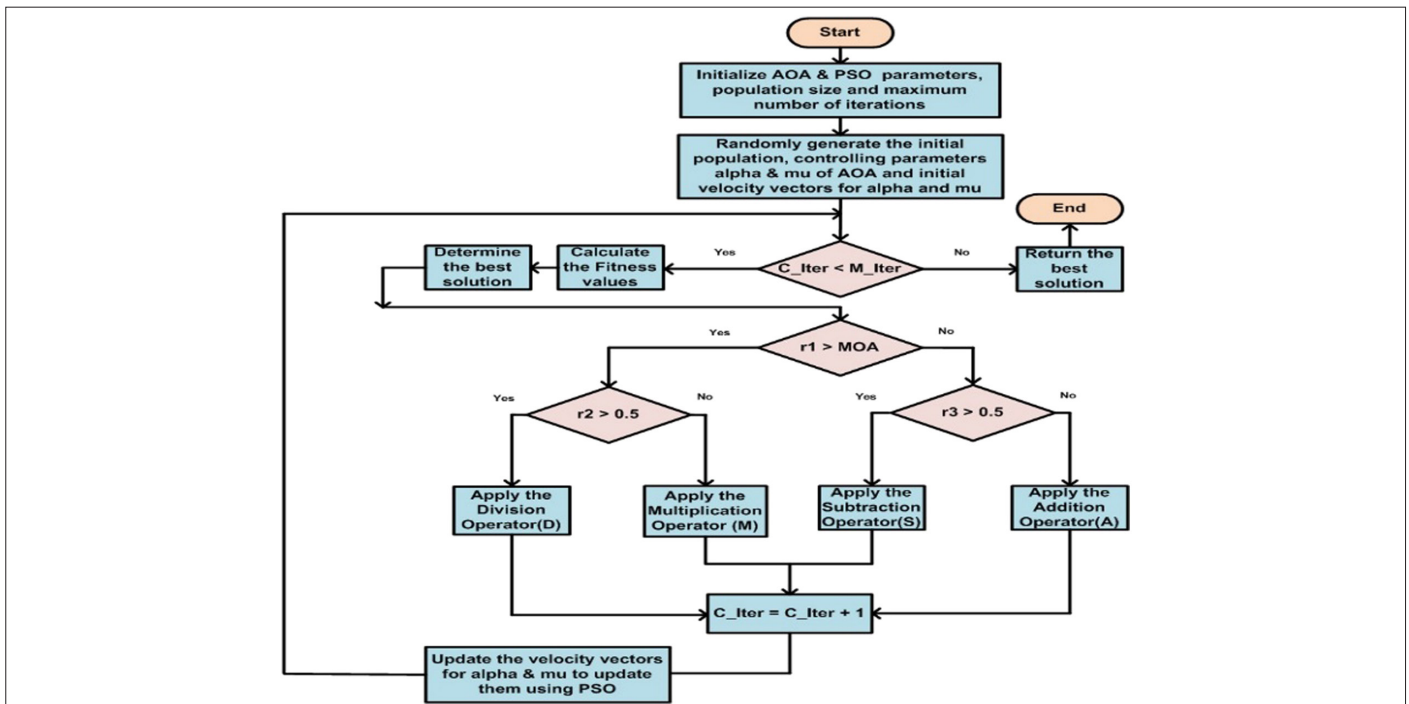 Start
Initialize AOA & PSO parameters,
population size and maximum
number of iterations
Randomly generate the initial
population, controlling parameters
alpha & mu of AOA and initial
velocity vectors for alpha and mu
End
Determine
the best
solution
Calculate
the Fitness
values
Yes
C_Iter < M_Iter
No
Return the
best
solution
Yes
r1 > MOA
No
Yes
r2 > 0.5
No
Yes
r3 > 0.5
No
Apply the
Division
Operator(D)
Apply the
Multiplication
Operator (M)
Apply the
Subtraction
Operator(S)
Apply the
Addition
Operator(A)
C_Iter = C_Iter + 1
Update the velocity vectors
for alpha & mu to update
them using PSO